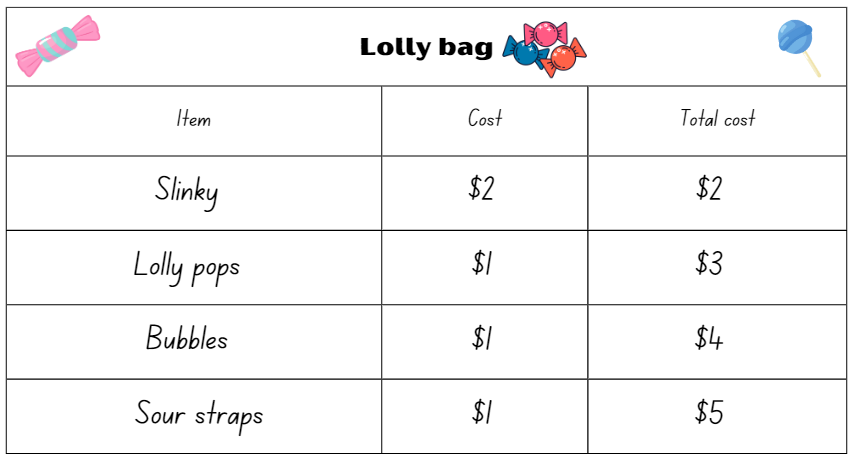 Lolly bag
Item Cost Total cost
Slinky $2 $2
Lolly pops $1 $3
Bubbles $1 $4
Sour straps $1 $5